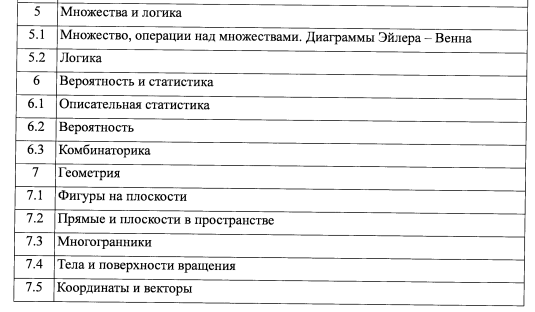 5 Множества и логика
5.1 Множество, операции над множествами. Диаграммы Эйлера – Венна
5.2 Логика
6 Вероятность и статистика
6.1 Описательная статистика
6.2 Вероятность
6.3 Комбинаторика
7 Геометрия
7.1 Фигуры на плоскости
7.2 Прямые и плоскости в пространстве
7.3 Многогранники
7.4 Тела и поверхности вращения
7.5 Координаты и векторы